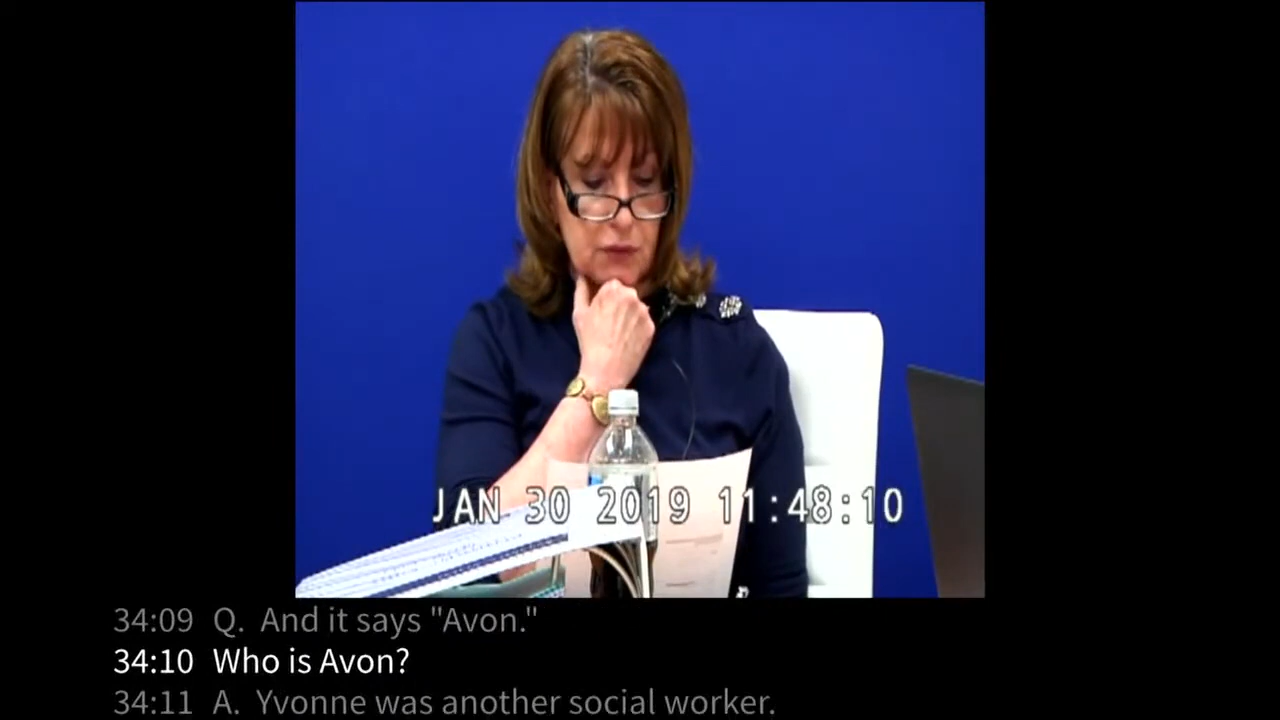 JAN 30 2019 11:48:10
34:09 Q. And it says "Avon."
34:10 Who is Avon?
34:11 A. Yvonne was another social worker.